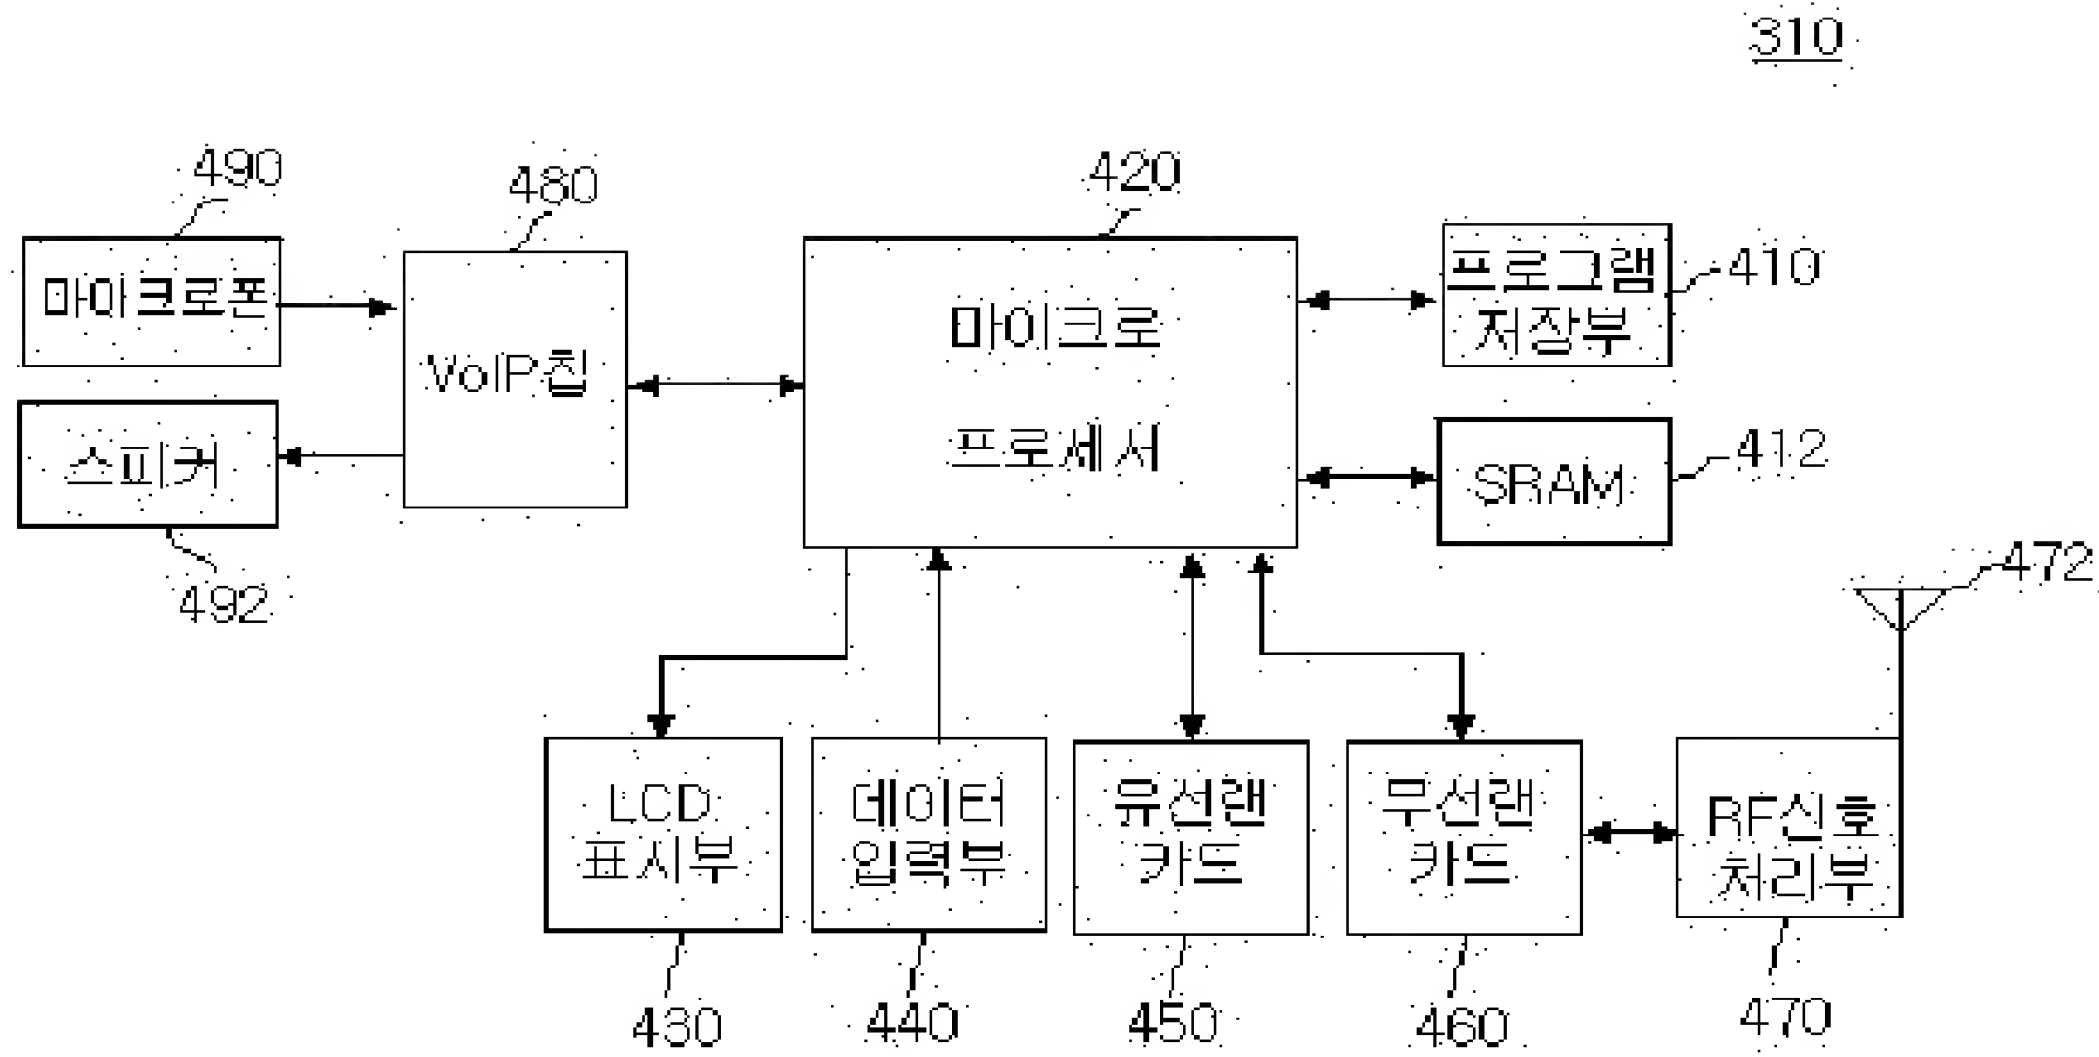 310
490
480
420
마이크로폰
VoIP칩
마이크로
프로세서
프로그램
저장부
410
스피커
SRAM
412
492
472
LCD
표시부
데이터
입력부
유선랜
카드
무선랜
카드
RF신호
처리부
430
440
450
460
470